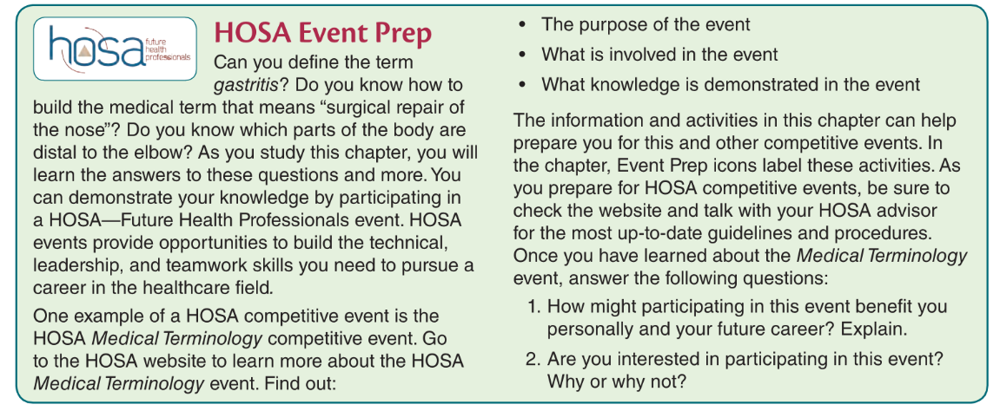 hosa future
health
professionals
HOSA Event Prep
Can you define the term
gastritis? Do you know how to
build the medical term that means “surgical repair of
the nose”? Do you know which parts of the body are
distal to the elbow? As you study this chapter, you will
learn the answers to these questions and more. You
can demonstrate your knowledge by participating in
a HOSA—Future Health Professionals event. HOSA
events provide opportunities to build the technical,
leadership, and teamwork skills you need to pursue a
career in the healthcare field.
One example of a HOSA competitive event is the
HOSA Medical Terminology competitive event. Go
to the HOSA website to learn more about the HOSA
Medical Terminology event. Find out:
• The purpose of the event
• What is involved in the event
• What knowledge is demonstrated in the event
The information and activities in this chapter can help
prepare you for this and other competitive events. In
the chapter, Event Prep icons label these activities. As
you prepare for HOSA competitive events, be sure to
check the website and talk with your HOSA advisor
for the most up-to-date guidelines and procedures.
Once you have learned about the Medical Terminology
event, answer the following questions:
1. How might participating in this event benefit you
personally and your future career? Explain.
2. Are you interested in participating in this event?
Why or why not?